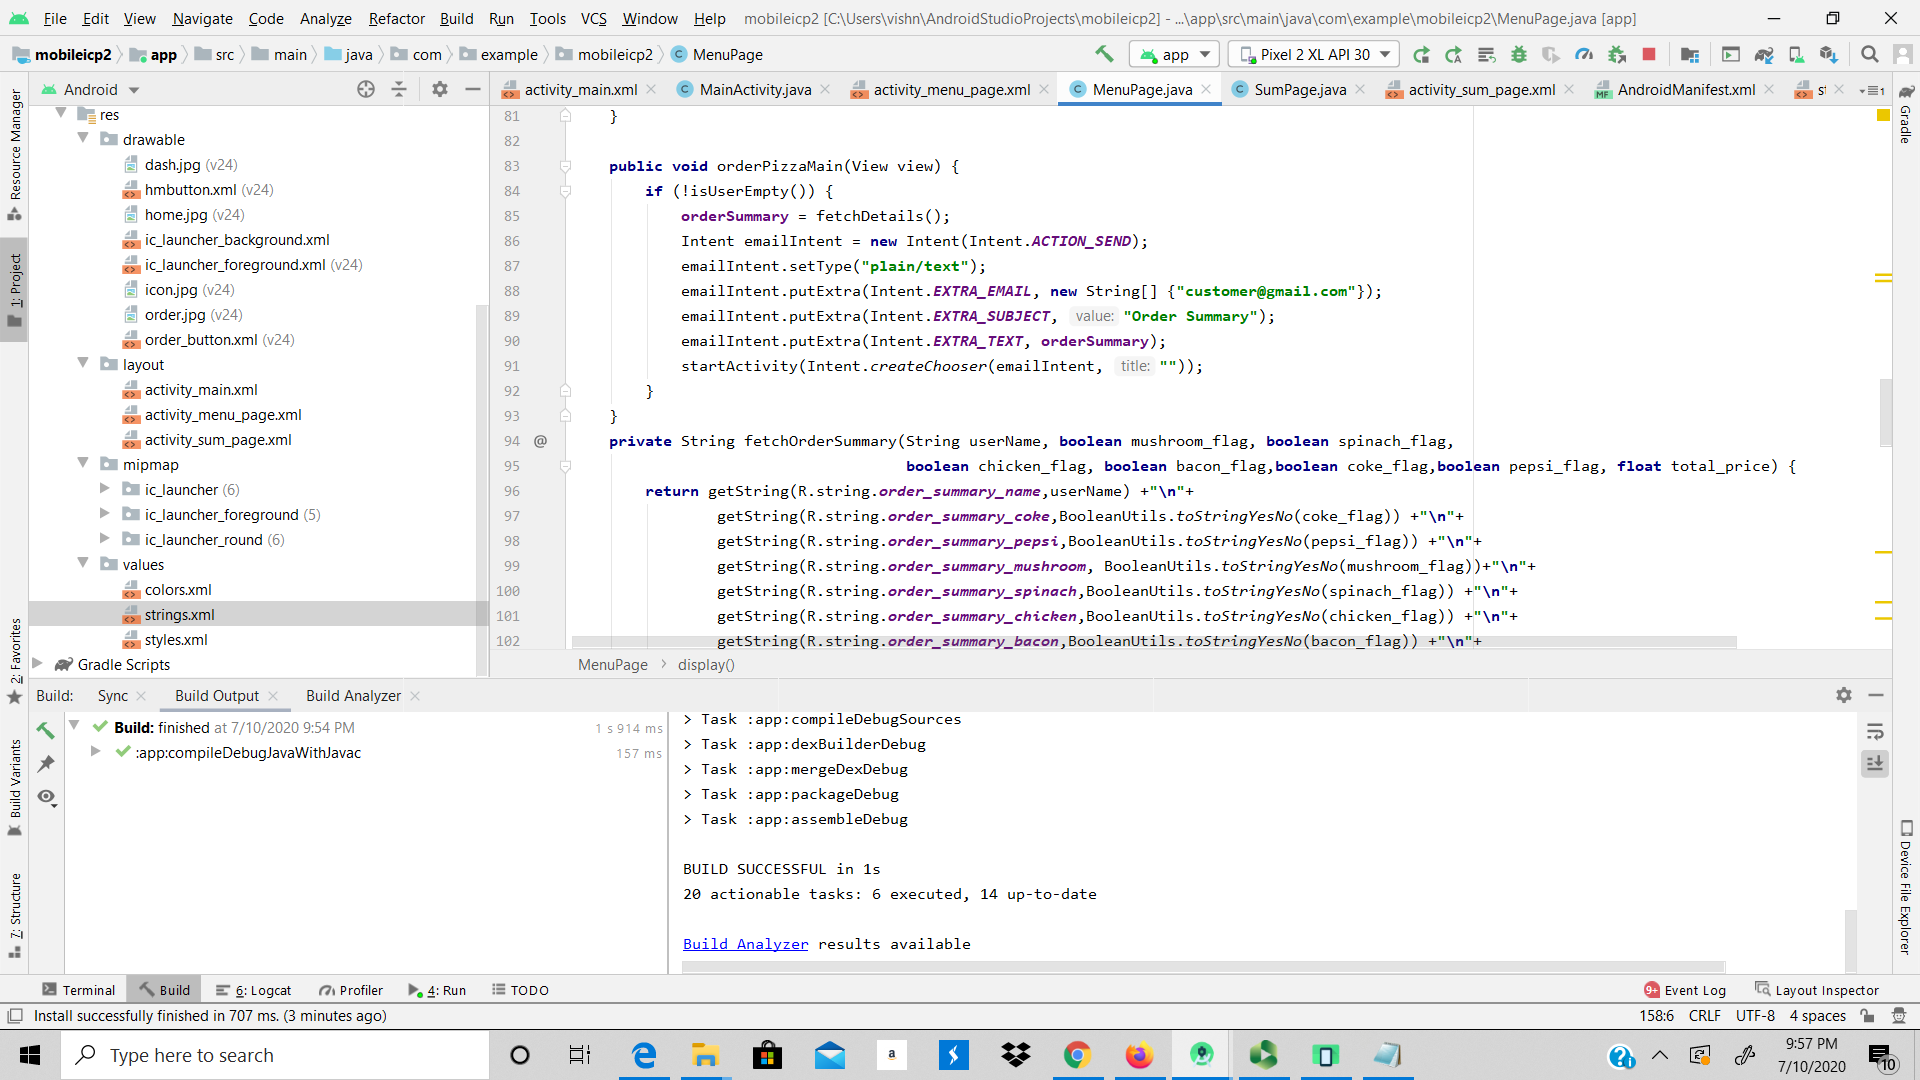 File Edit View Navigate Code Analyze Refactor Build Run Tools VCS Window Help mobileicp2 [C:\Users\vishn\AndroidStudioProjects\mobileicp2] - ...\app\src\main\java\com\example\mobileicp2\MenuPage.java [app]
mobileicp2 app src main java com example mobileicp2 MenuPage app Pixel 2 XL API 30
Android
activity_main.xml MainActivity.java activity_menu_page.xml MenuPage.java SumPage.java activity_sum_page.xml AndroidManifest.xml
Resource Manager
1: Project
2: Favorites
Build Variants
7: Structure
Gradle
Device File Explorer
res
drawable
dash.jpg (v24)
hmbutton.xml (v24)
home.jpg (v24)
ic_launcher_background.xml
ic_launcher_foreground.xml (v24)
icon.jpg (v24)
order.jpg (v24)
order_button.xml (v24)
layout
activity_main.xml
activity_menu_page.xml
activity_sum_page.xml
mipmap
ic_launcher (6)
ic_launcher_foreground (5)
ic_launcher_round (6)
values
colors.xml
strings.xml
styles.xml
Gradle Scripts
81 }
82
83 public void orderPizzaMain(View view) {
84 if (!isUserEmpty()) {
85 orderSummary = fetchDetails();
86 Intent emailIntent = new Intent(Intent.ACTION_SEND);
87 emailIntent.setType("plain/text");
88 emailIntent.putExtra(Intent.EXTRA_EMAIL, new String[] {"customer@gmail.com"});
89 emailIntent.putExtra(Intent.EXTRA_SUBJECT, value: "Order Summary");
90 emailIntent.putExtra(Intent.EXTRA_TEXT, orderSummary);
91 startActivity(Intent.createChooser(emailIntent, title: ""));
92 }
93 }
94 @ private String fetchOrderSummary(String userName, boolean mushroom_flag, boolean spinach_flag,
95 boolean chicken_flag, boolean bacon_flag,boolean coke_flag,boolean pepsi_flag, float total_price) {
96 return getString(R.string.order_summary_name,userName) +"\n"+
97 getString(R.string.order_summary_coke,BooleanUtils.toStringYesNo(coke_flag)) +"\n"+
98 getString(R.string.order_summary_pepsi,BooleanUtils.toStringYesNo(pepsi_flag)) +"\n"+
99 getString(R.string.order_summary_mushroom, BooleanUtils.toStringYesNo(mushroom_flag))+"\n"+
100 getString(R.string.order_summary_spinach,BooleanUtils.toStringYesNo(spinach_flag)) +"\n"+
101 getString(R.string.order_summary_chicken,BooleanUtils.toStringYesNo(chicken_flag)) +"\n"+
102 getString(R.string.order_summary_bacon,BooleanUtils.toStringYesNo(bacon_flag)) +"\n"+
MenuPage > display()
Build: Sync Build Output Build Analyzer
Build: finished at 7/10/2020 9:54 PM 1 s 914 ms
:app:compileDebugJavaWithJavac 157 ms
> Task :app:compileDebugSources
> Task :app:dexBuilderDebug
> Task :app:mergeDexDebug
> Task :app:packageDebug
> Task :app:assembleDebug
BUILD SUCCESSFUL in 1s
20 actionable tasks: 6 executed, 14 up-to-date
Build Analyzer results available
Terminal Build 6: Logcat Profiler 4: Run TODO 9+ Event Log Layout Inspector
Install successfully finished in 707 ms. (3 minutes ago) 158:6 CRLF UTF-8 4 spaces
Type here to search
9:57 PM
7/10/2020
10